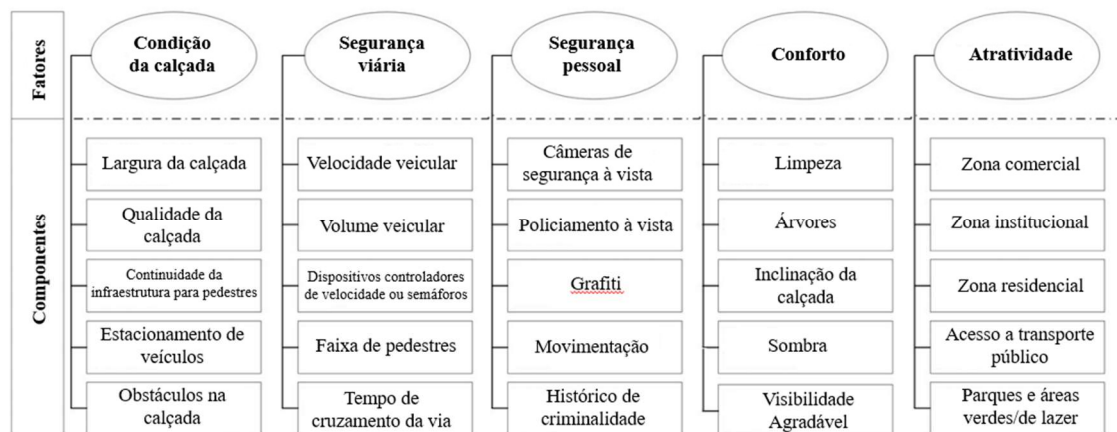 Fatores
Condição
da calçada
Segurança
viária
Segurança
pessoal
Conforto
Atratividade
Componentes
Largura da calçada
Velocidade veicular
Câmeras de
segurança à vista
Limpeza
Zona comercial
Qualidade da
calçada
Volume veicular
Policiamento à vista
Árvores
Zona institucional
Continuidade da
infraestrutura para pedestres
Dispositivos controladores
de velocidade ou semáforos
Grafiti
Inclinação da
calçada
Zona residencial
Estacionamento de
veículos
Faixa de pedestres
Movimentação
Sombra
Acesso a transporte
público
Obstáculos na
calçada
Tempo de
cruzamento da via
Histórico de
criminalidade
Visibilidade
Agradável
Parques e áreas
verdes/de lazer